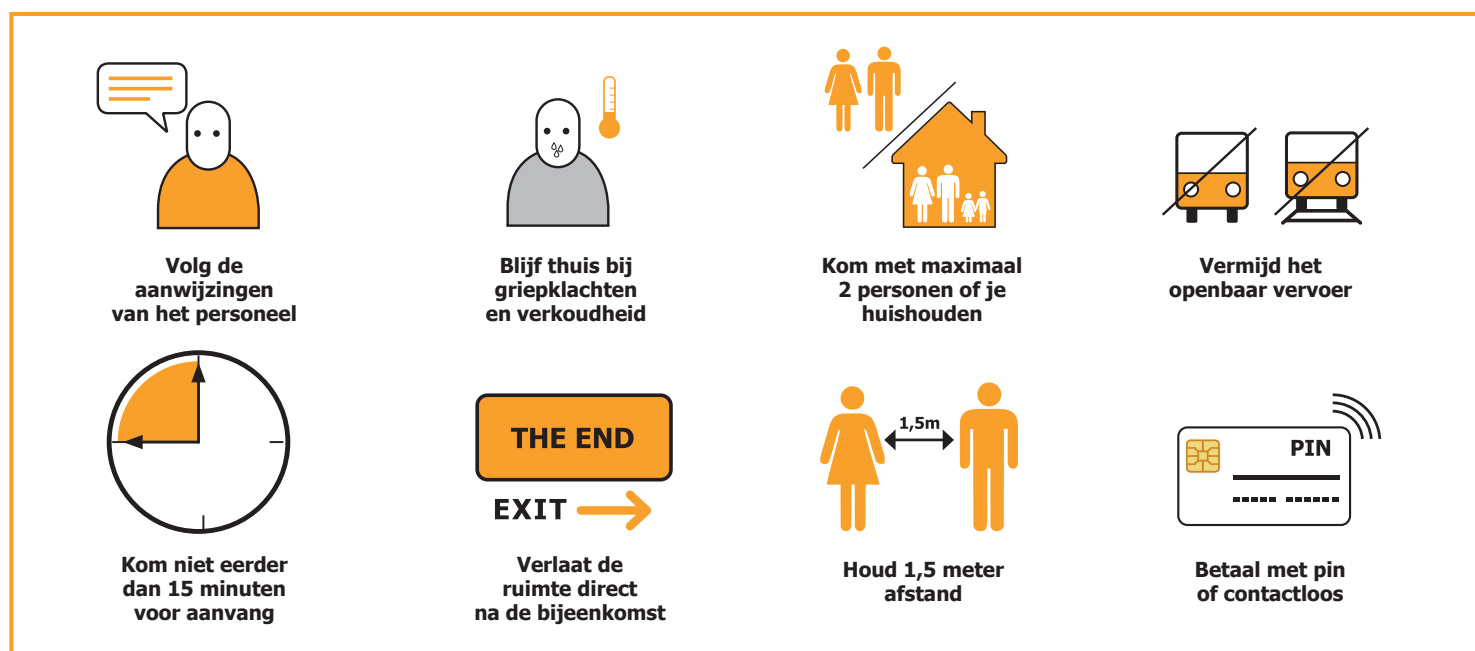 Volg de
aanwijzingen
van het personeel
Blijf thuis bij
griepklachten
en verkoudheid
Kom met maximaal
2 personen of je
huishouden
Vermijd het
openbaar vervoer
Kom niet eerder
dan 15 minuten
voor aanvang
THE END
EXIT
Verlaat de
ruimte direct
na de bijeenkomst
1,5m
Houd 1,5 meter
afstand
PIN
Betaal met pin
of contactloos